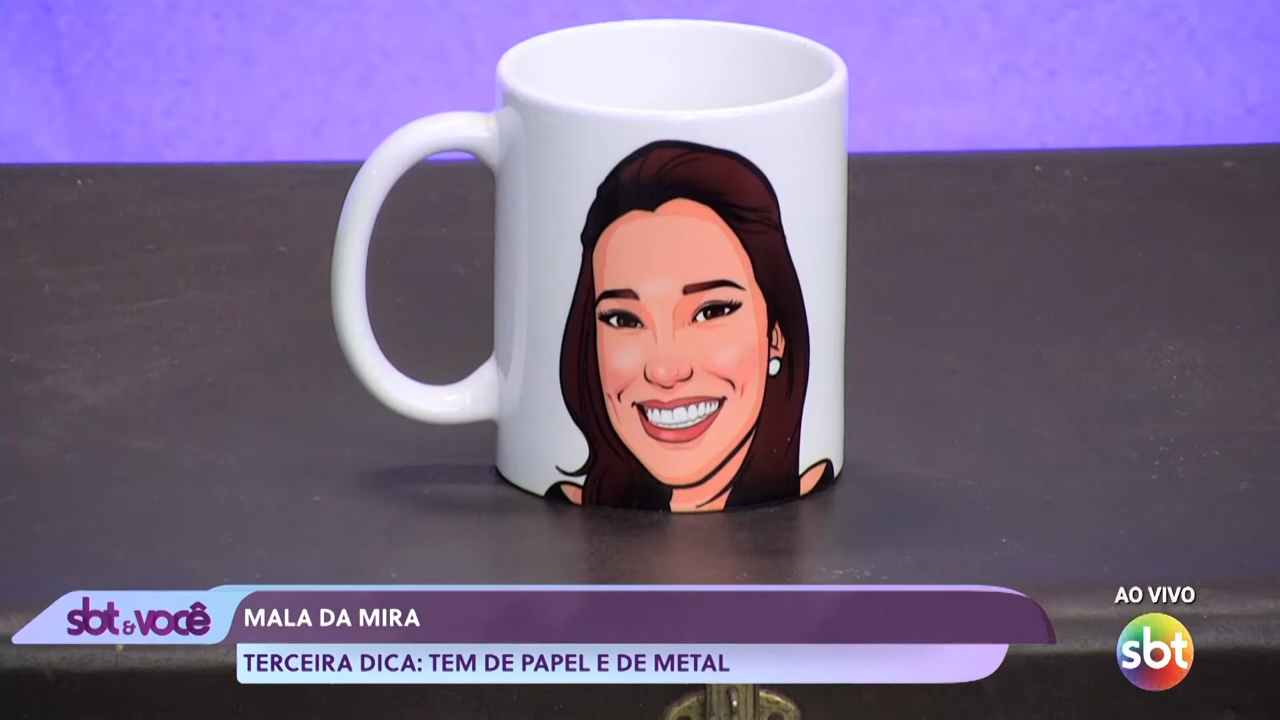 AO VIVO
sbt&você
MALA DA MIRA
TERCEIRA DICA: TEM DE PAPEL E DE METAL
sbt